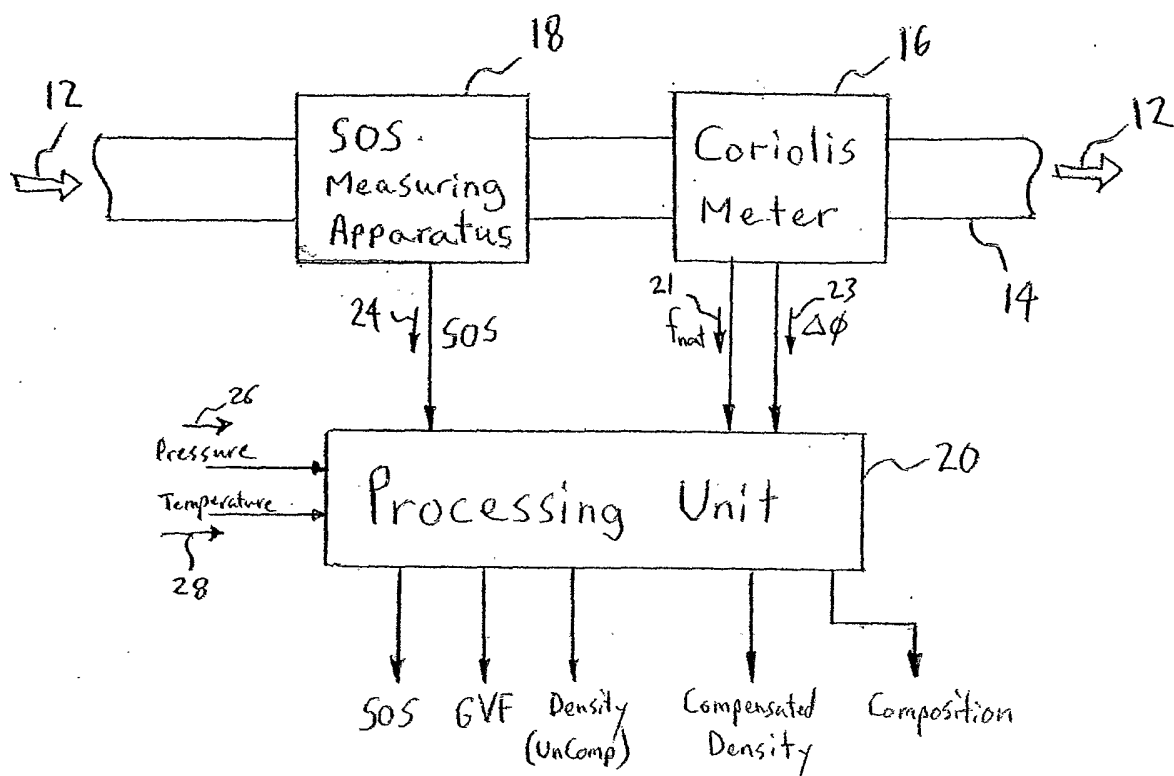 18
16
12
SOS
Measuring
Apparatus
Coriolis
Meter
12
14
24
SOS
21
fnat
23
Δφ
26
Pressure
Temperature
28
Processing Unit
20
SOS
GVF
Density
(UnComp)
Compensated
Density
Composition